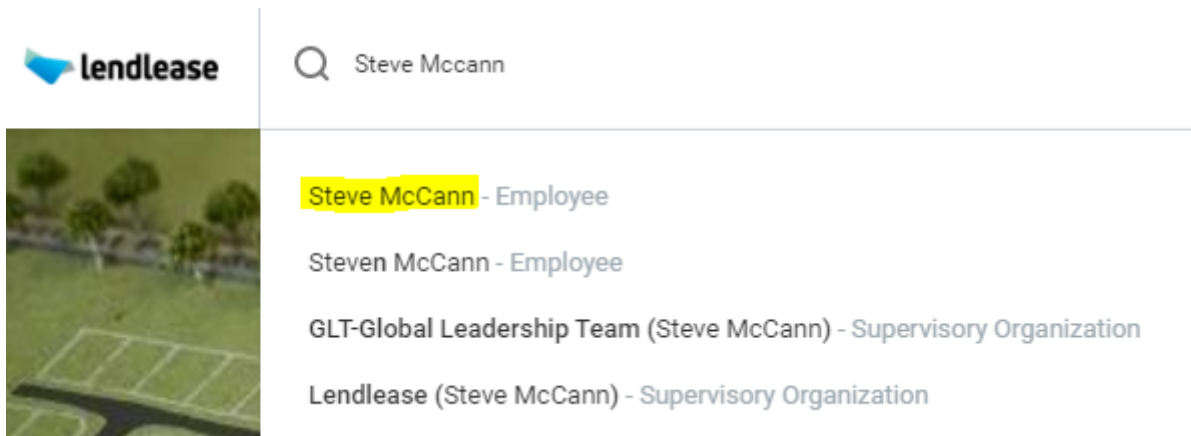 lendlease
Steve Mccann
Steve McCann - Employee
Steven McCann - Employee
GLT-Global Leadership Team (Steve McCann) - Supervisory Organization
Lendlease (Steve McCann) - Supervisory Organization